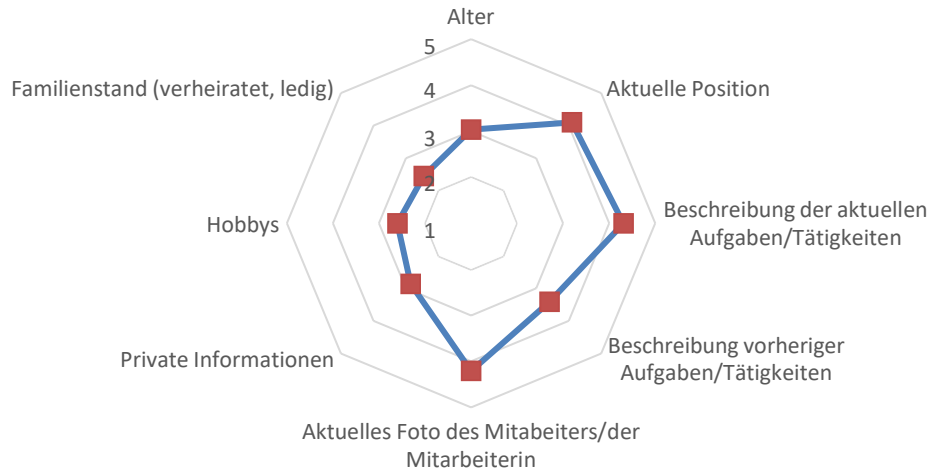 Alter
5
Familienstand (verheiratet, ledig)
4
Aktuelle Position
3
2
Hobbys
1
Beschreibung der aktuellen
Aufgaben/Tätigkeiten
Private Informationen
Beschreibung vorheriger
Aufgaben/Tätigkeiten
Aktuelles Foto des Mitabeiters/der
Mitarbeiterin